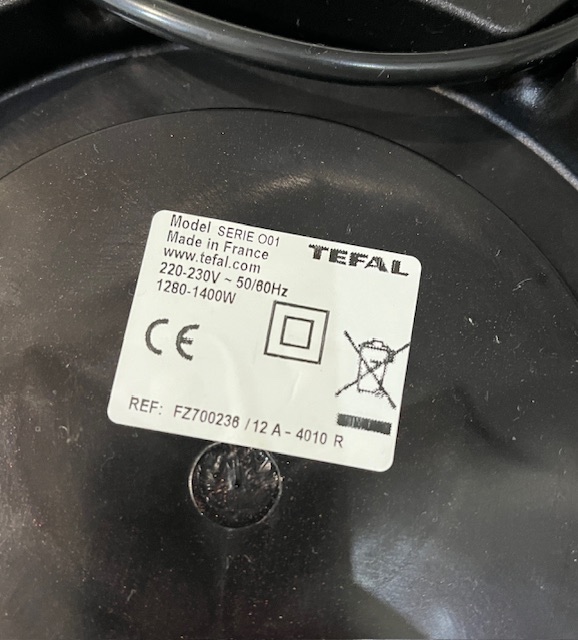 Model SERIE O01
Made in France
www.tefal.com
220-230V ~ 50/60Hz
1280-1400W
TEFAL
CE
REF: FZ700236 / 12 A - 4010 R